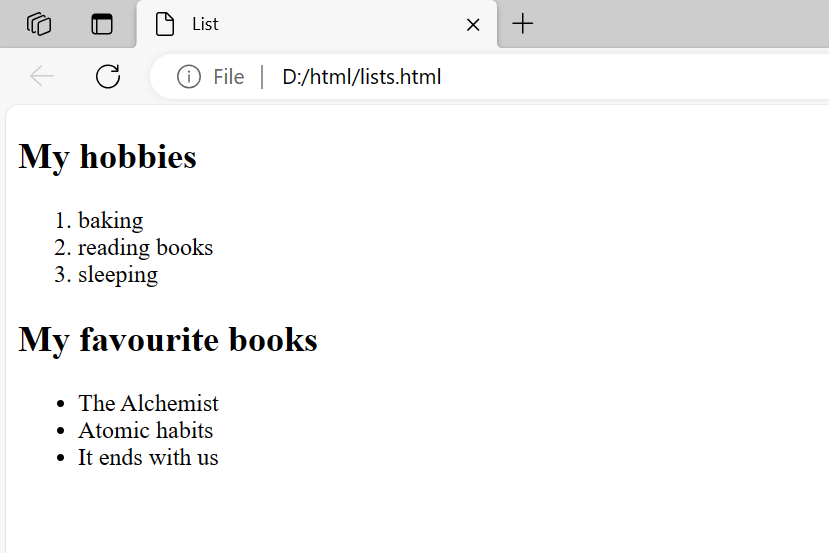 List
File D:/html/lists.html
My hobbies
1. baking
2. reading books
3. sleeping
My favourite books
• The Alchemist
• Atomic habits
• It ends with us